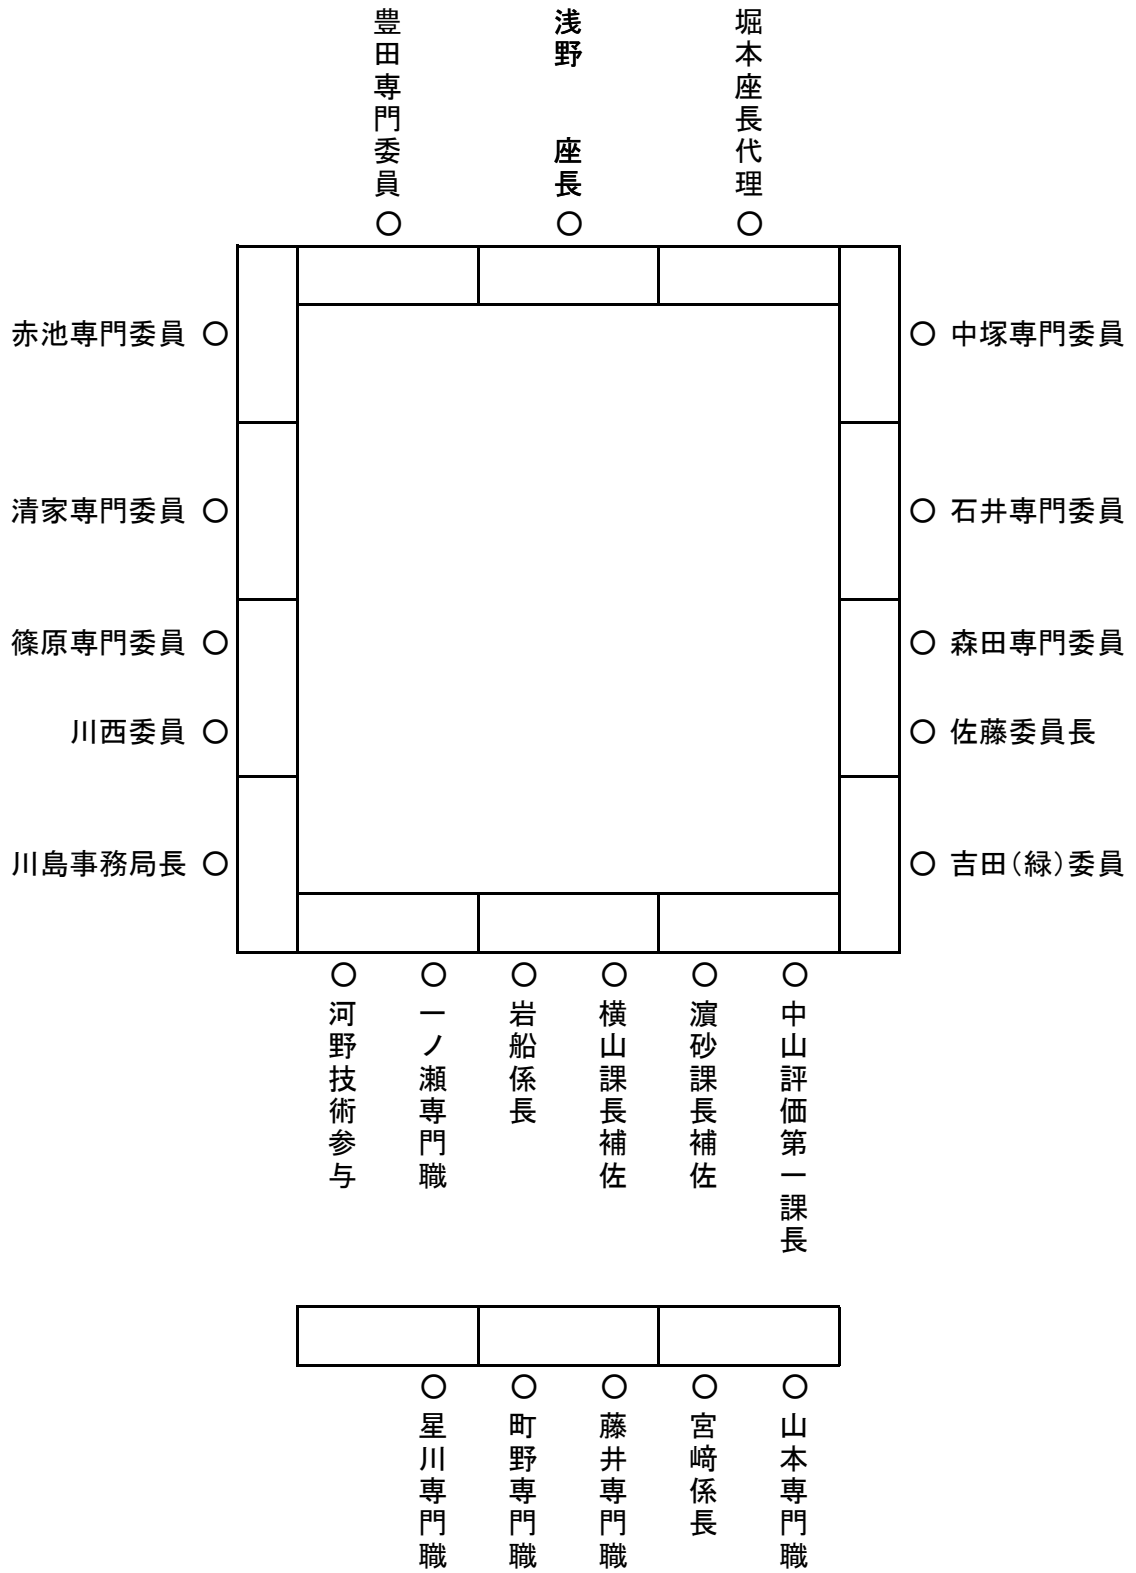 豊田専門委員
浅野 座長
堀本座長代理
赤池専門委員
中塚専門委員
清家専門委員
石井専門委員
篠原専門委員
森田専門委員
川西委員
佐藤委員長
川島事務局長
吉田(緑)委員
河野技術参与
一ノ瀬専門職
岩船係長
横山課長補佐
濵砂課長補佐
中山評価第一課長
星川専門職
町野専門職
藤井専門職
宮﨑係長
山本専門職